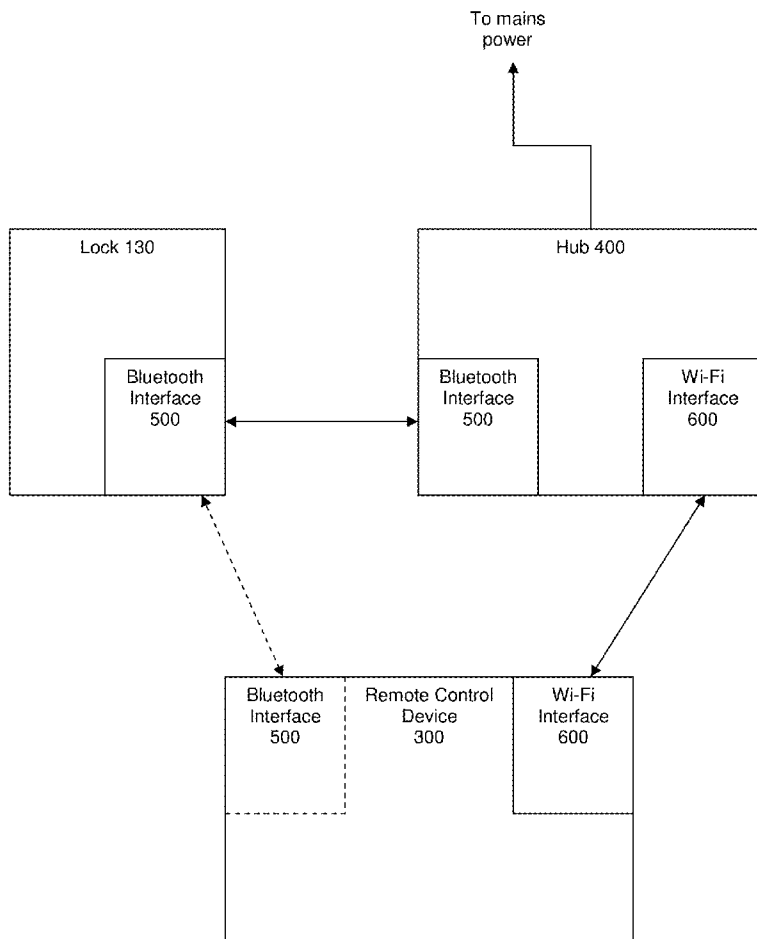 To mains
power
Lock 130
Hub 400
Bluetooth
Interface
500
Bluetooth
Interface
500
Wi-Fi
Interface
600
Bluetooth
Interface
500
Remote Control
Device
300
Wi-Fi
Interface
600